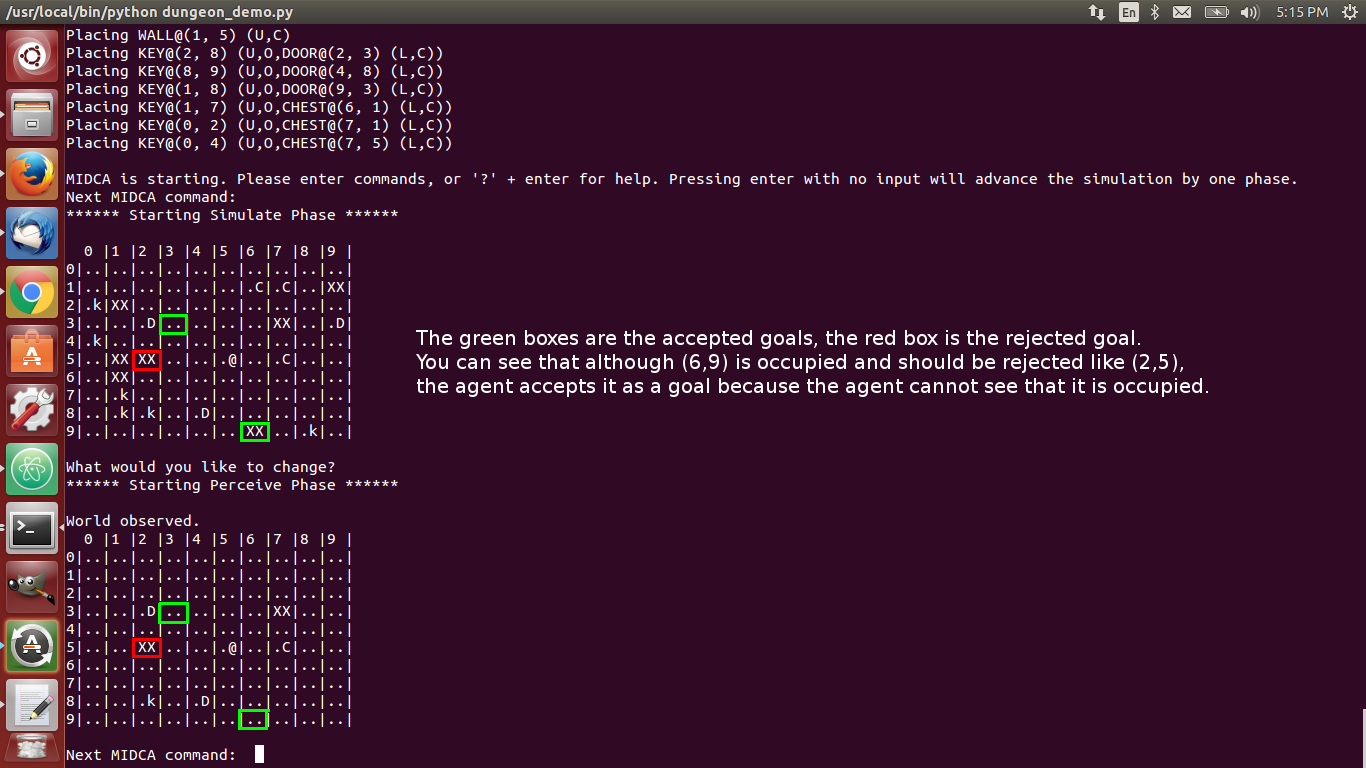 /usr/local/bin/python dungeon_demo.py
En
5:15 PM
Placing WALL@(1, 5) (U,C)
Placing KEY@(2, 8) (U,O,DOOR@(2, 3) (L,C))
Placing KEY@(8, 9) (U,O,DOOR@(4, 8) (L,C))
Placing KEY@(1, 8) (U,O,DOOR@(9, 3) (L,C))
Placing KEY@(1, 7) (U,O,CHEST@(6, 1) (L,C))
Placing KEY@(0, 2) (U,O,CHEST@(7, 1) (L,C))
Placing KEY@(0, 4) (U,O,CHEST@(7, 5) (L,C))
MIDCA is starting. Please enter commands, or '?' + enter for help. Pressing enter with no input will advance the simulation by one phase.
Next MIDCA command:
****** Starting Simulate Phase ******
0 |1 |2 |3 |4 |5 |6 |7 |8 |9 |
0|..|..|..|..|..|..|..|..|..|..|
1|..|..|..|..|..|..|.C|.C|..|XX|
2|.k|XX|..|..|..|..|..|..|..|..|
3|..|..|.D|..|..|..|..|XX|..|.D|
4|.k|..|..|..|..|..|..|..|..|..|
5|..|XX|XX|..|..|.@|..|.C|..|..|
6|..|XX|..|..|..|..|..|..|..|..|
7|..|.k|..|..|..|..|..|..|..|..|
8|..|.k|.k|..|.D|..|..|..|..|..|
9|..|..|..|..|..|..|XX|..|.k|..|
The green boxes are the accepted goals, the red box is the rejected goal.
You can see that although (6,9) is occupied and should be rejected like (2,5),
the agent accepts it as a goal because the agent cannot see that it is occupied.
What would you like to change?
****** Starting Perceive Phase ******
World observed.
0 |1 |2 |3 |4 |5 |6 |7 |8 |9 |
0|..|..|..|..|..|..|..|..|..|..|
1|..|..|..|..|..|..|..|..|..|..|
2|..|..|..|..|..|..|..|..|..|..|
3|..|..|.D|..|..|..|..|XX|..|..|
4|..|..|..|..|..|..|..|..|..|..|
5|..|..|XX|..|..|.@|..|.C|..|..|
6|..|..|..|..|..|..|..|..|..|..|
7|..|..|..|..|..|..|..|..|..|..|
8|..|..|.k|..|.D|..|..|..|..|..|
9|..|..|..|..|..|..|..|..|..|..|
Next MIDCA command: